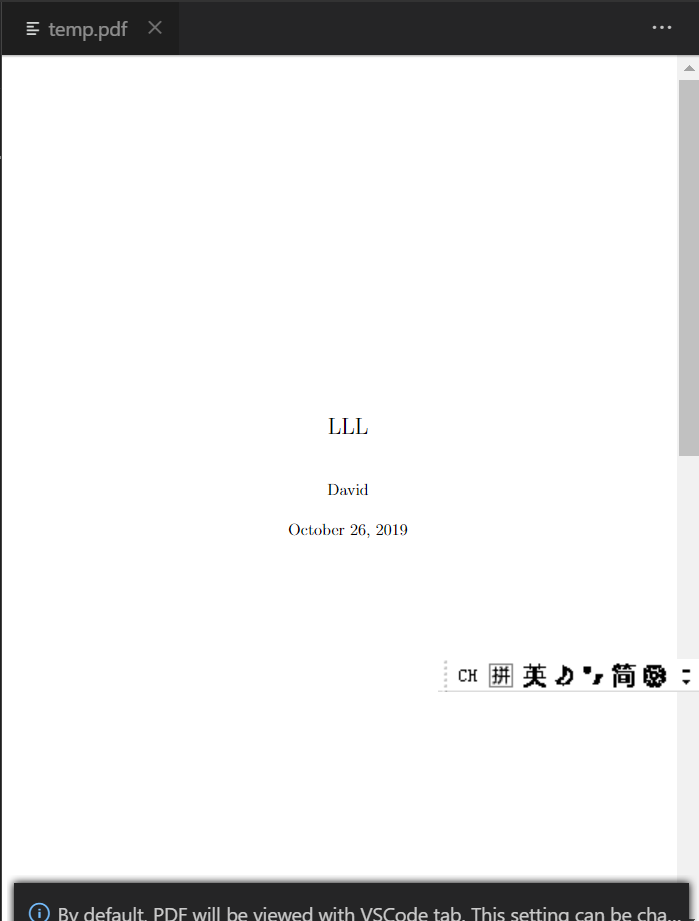 temp.pdf
LLL
David
October 26, 2019
CH 拼 英 简
By default, PDF will be viewed with VSCode tab. This setting can be cha...